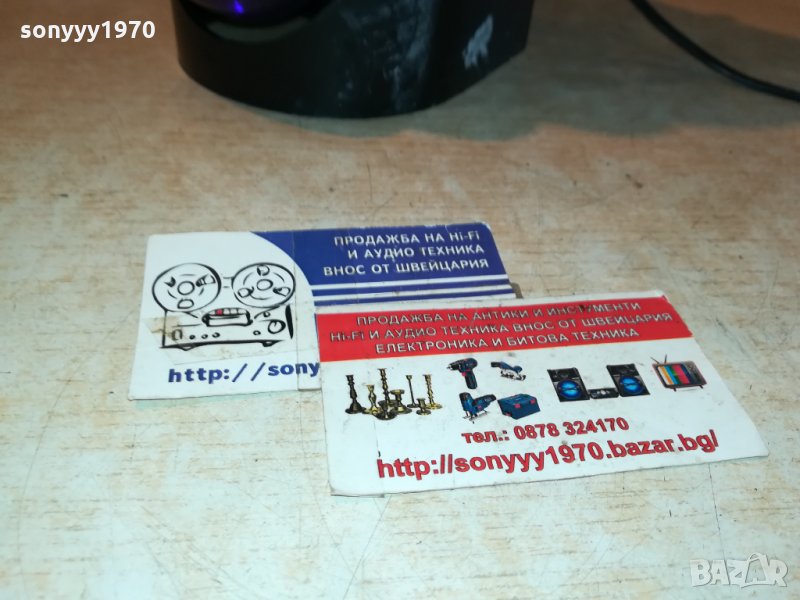 sonyyy1970
ПРОДАЖБА НА Hi-Fi
И АУДИО ТЕХНИКА
ВНОС ОТ ШВЕЙЦАРИЯ
http://sony
ПРОДАЖБА НА АНТИКИ И ИНСТРУМЕНТИ
Hi-Fi И АУДИО ТЕХНИКА ВНОС ОТ ШВЕЙЦАРИЯ
ЕЛЕКТРОНИКА И БИТОВА ТЕХНИКА
тел.: 0878 324170
http://sonyyy1970.bazar.bg/
BAZAR